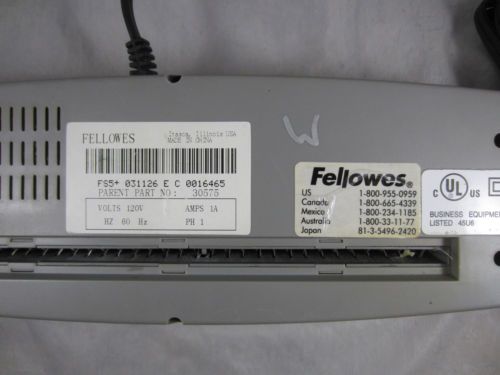 FELLOWES
Itasca, Illinois USA
MADE IN CHINA
FS5+ 031126 E C 0016465
PARENT PART NO: 30575
VOLTS 120V AMPS 1A
HZ 60 Hz PH 1
W
Fellowes®
US 1-800-955-0959
Canada 1-800-665-4339
Mexico 1-800-234-1185
Australia 1-800-33-11-77
Japan 81-3-5496-2420
C UL US
BUSINESS EQUIPMEN
LISTED 45U6